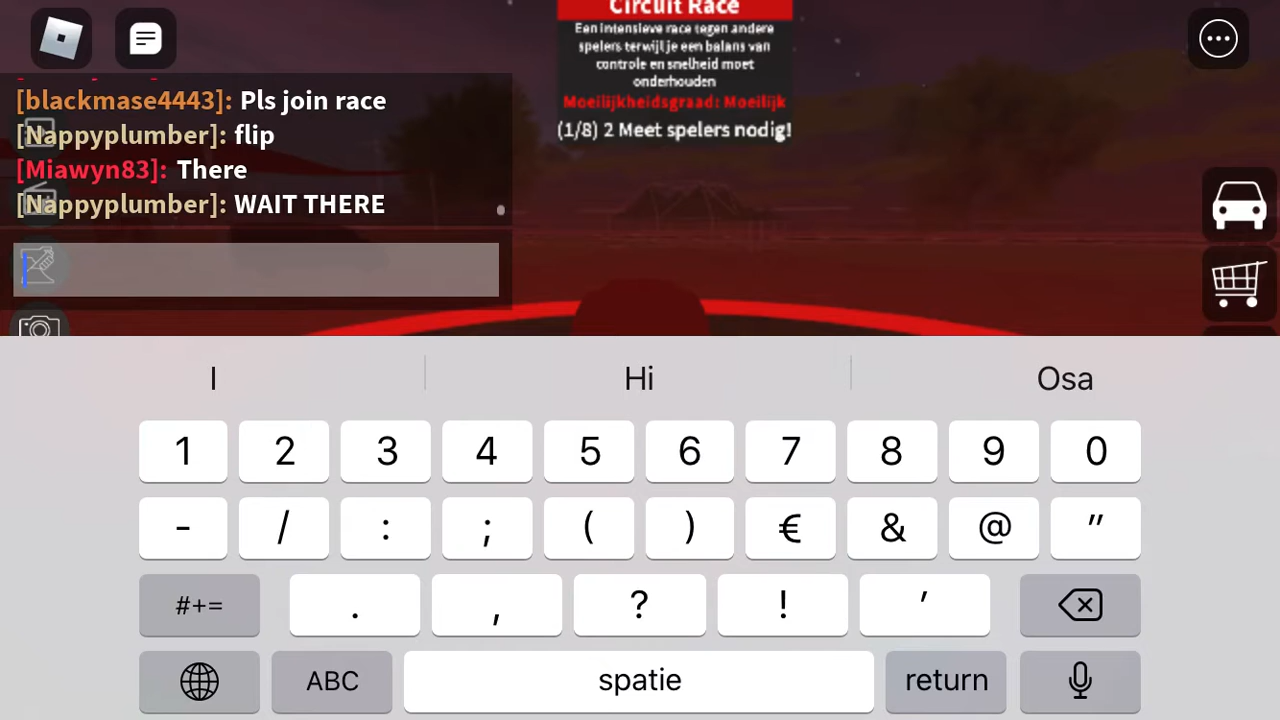 Circuit Race
Een intensieve race tegen andere
spelers terwijl je een balans van
controle en snelheid moet
onderhouden
Moeilijkheidsgraad: Moeilijk
(1/8) 2 Meet spelers nodig!
[blackmase4443]: Pls join race
[Nappyplumber]: flip
[Miawyn83]: There
[Nappyplumber]: WAIT THERE
I Hi Osa
1 2 3 4 5 6 7 8 9 0
- / : ; ( ) € & @ "
#+= . , ? ! '
ABC spatie return